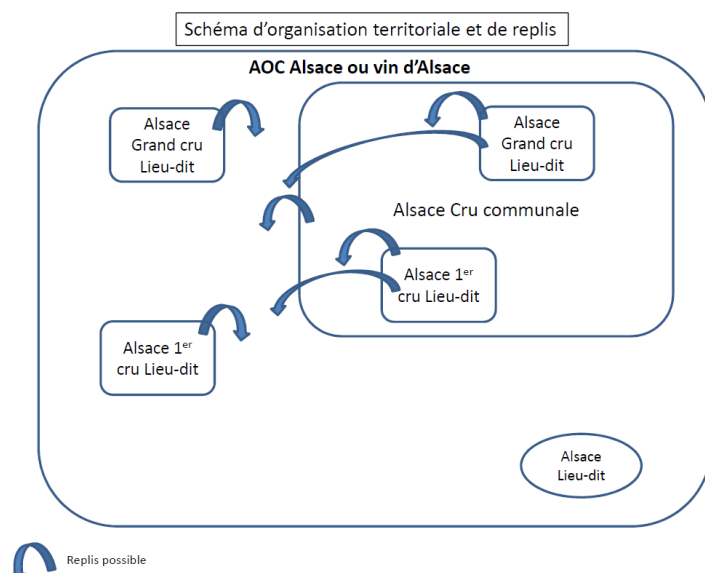 Schéma d'organisation territoriale et de replis
AOC Alsace ou vin d'Alsace
Alsace
Grand cru
Lieu-dit
Alsace
Grand cru
Lieu-dit
Alsace Cru communale
Alsace 1er
cru Lieu-dit
Alsace 1er
cru Lieu-dit
Alsace
Lieu-dit
Replis possible